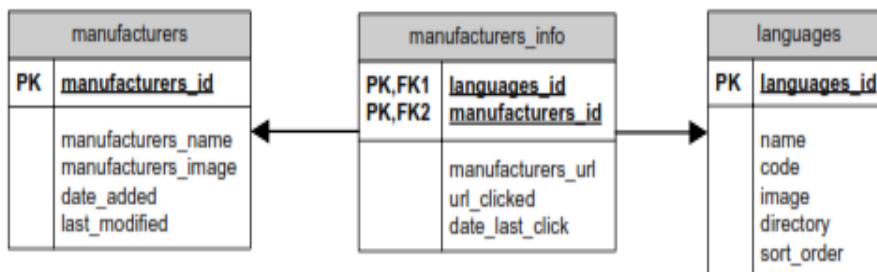 manufacturers
PK manufacturers_id
manufacturers_name
manufacturers_image
date_added
last_modified
manufacturers_info
PK,FK1 languages_id
PK,FK2 manufacturers_id
manufacturers_url
url_clicked
date_last_click
languages
PK languages_id
name
code
image
directory
sort_order